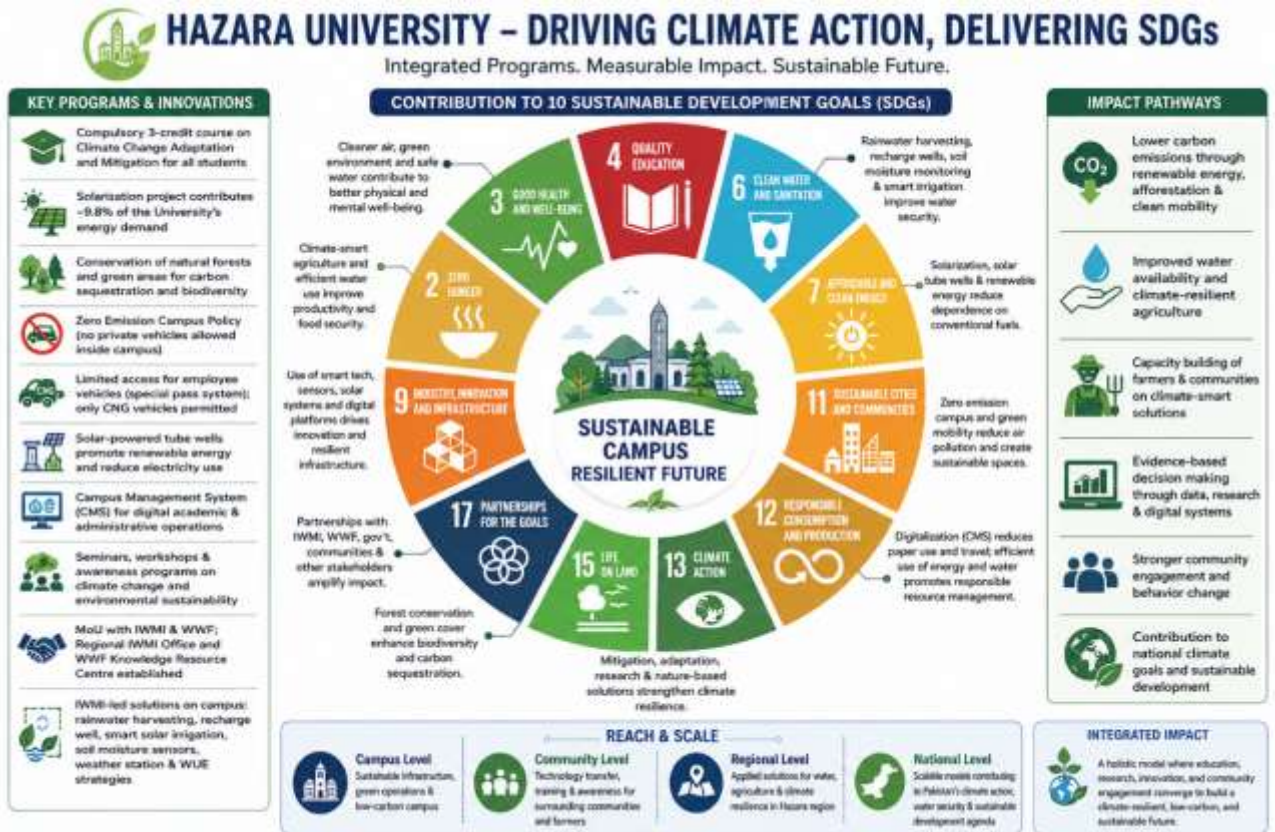 HAZARA UNIVERSITY – DRIVING CLIMATE ACTION, DELIVERING SDGs
Integrated Programs. Measurable Impact. Sustainable Future.
KEY PROGRAMS & INNOVATIONS
Compulsory 3-credit course on
Climate Change Adaptation
and Mitigation for all students
Solarisation project contributes
~9.8% of the University's
energy demand
Conservation of natural forests
and green areas for carbon
sequestration and biodiversity
Zero Emission Campus Policy
(no private vehicles allowed
inside campus)
Limited access for employee
vehicles (special pass system);
only CNG vehicles permitted
Solar-powered tube wells
promote renewable energy
and reduce electricity use
Campus Management System
(CMS) for digital academic &
administrative operations
Seminars, workshops &
awareness programs on
climate change and
environmental sustainability
MoU with IWMI & WWF;
Regional IWMI Office and
WWF Knowledge Resource
Centre established
IWMI-led solutions on campus:
rainwater harvesting, recharge
well, smart solar irrigation,
soil moisture sensors,
weather station & WUE
strategies
CONTRIBUTION TO 10 SUSTAINABLE DEVELOPMENT GOALS (SDGs)
Cleaner air, green
environment and safe
water contribute to
better physical and
mental well-being.
3 GOOD HEALTH
AND WELL-BEING
4 QUALITY
EDUCATION
6 CLEAN WATER
AND SANITATION
Rainwater harvesting,
recharge wells, soil
moisture monitoring
& smart irrigation
improve water
security.
Climate-smart
agriculture and
efficient water
use improve
productivity and
food security.
2 ZERO
HUNGER
7 AFFORDABLE AND
CLEAN ENERGY
Solarization, solar
tube wells & renewable
energy reduce
dependence on
conventional fuels.
Use of smart tech,
sensors, solar
systems and digital
platforms drives
innovation and
resilient
infrastructure.
9 INDUSTRY, INNOVATION
AND INFRASTRUCTURE
SUSTAINABLE
CAMPUS
RESILIENT FUTURE
11 SUSTAINABLE CITIES
AND COMMUNITIES
Zero emission
campus and green
mobility reduce air
pollution and create
sustainable spaces.
Partnerships with
IWMI, WWF, gov't,
communities &
other stakeholders
amplify impact.
17 PARTNERSHIPS
FOR THE GOALS
12 RESPONSIBLE
CONSUMPTION
AND PRODUCTION
Digitalization (CMS) reduces
paper use and travel; efficient
use of energy and water
promotes responsible
resource management.
Forest conservation
and green cover
enhance biodiversity
and carbon
sequestration.
15 LIFE
ON LAND
13 CLIMATE
ACTION
Mitigation, adaptation,
research & nature-based
solutions strengthen climate
resilience.
IMPACT PATHWAYS
CO₂
Lower carbon
emissions through
renewable energy,
afforestation &
clean mobility
Improved water
availability and
climate-resilient
agriculture
Capacity building of
farmers & communities
on climate-smart
solutions
Evidence-based
decision making
through data, research
& digital systems
Stronger community
engagement and
behavior change
Contribution to
national climate
goals and sustainable
development
REACH & SCALE
Campus Level
Sustainable infrastructure,
green operations &
low-carbon campus
Community Level
Technology transfer,
training & awareness for
surrounding communities
and farmers
Regional Level
Applied solutions for water,
agriculture & climate
resilience in Hazara region
National Level
Scalable models contributing
to Pakistan's climate action,
water security & sustainable
development agenda
INTEGRATED IMPACT
A holistic model where education,
research, innovation, and community
engagement converge to build a
climate-resilient, low-carbon, and
sustainable future.